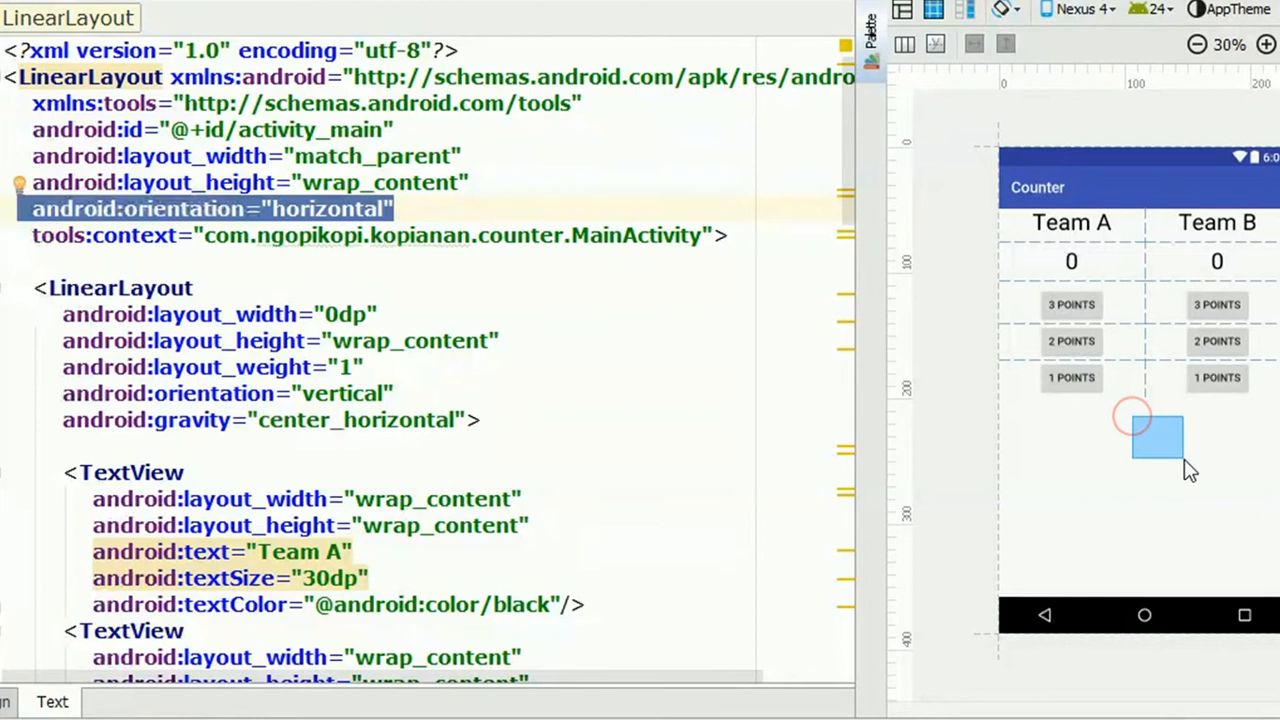 LinearLayout
<?xml version="1.0" encoding="utf-8"?>
<LinearLayout xmlns:android="http://schemas.android.com/apk/res/andro
xmlns:tools="http://schemas.android.com/tools"
android:id="@+id/activity_main"
android:layout_width="match_parent"
android:layout_height="wrap_content"
android:orientation="horizontal"
tools:context="com.ngopikopi.kopianan.counter.MainActivity">
<LinearLayout
android:layout_width="0dp"
android:layout_height="wrap_content"
android:layout_weight="1"
android:orientation="vertical"
android:gravity="center_horizontal">
<TextView
android:layout_width="wrap_content"
android:layout_height="wrap_content"
android:text="Team A"
android:textSize="30dp"
android:textColor="@android:color/black"/>
<TextView
android:layout_width="wrap_content"
android:layout_height="wrap_content"
Text
Palette
Nexus 4 24 AppTheme
30%
0 100 200
0
100
200
300
400
6:0
Counter
Team A Team B
0 0
3 POINTS 3 POINTS
2 POINTS 2 POINTS
1 POINTS 1 POINTS